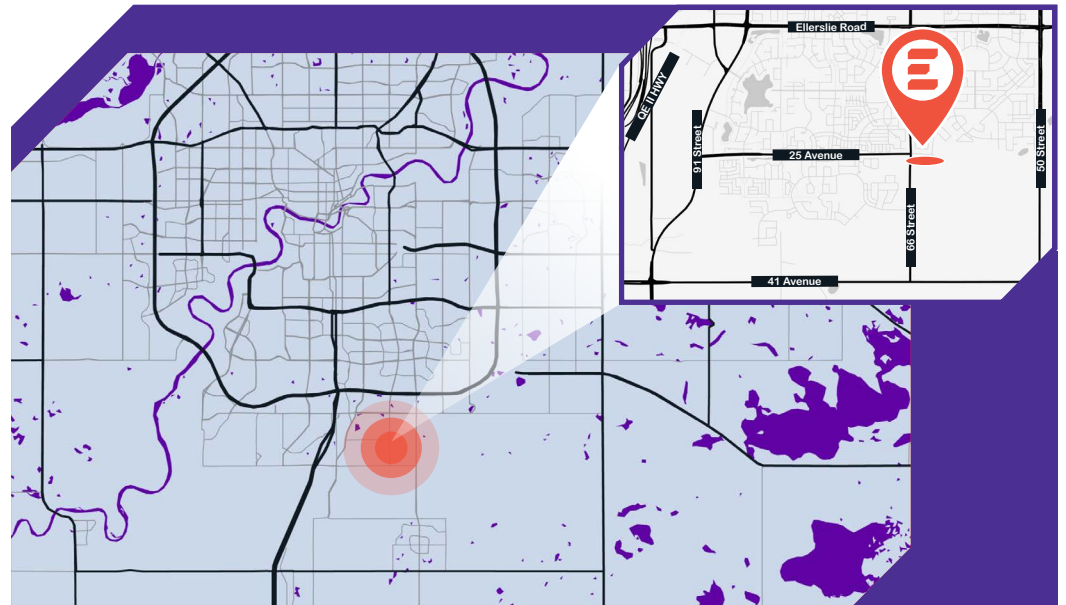 Ellerslie Road
QE II HWY
91 Street
25 Avenue
50 Street
66 Street
41 Avenue